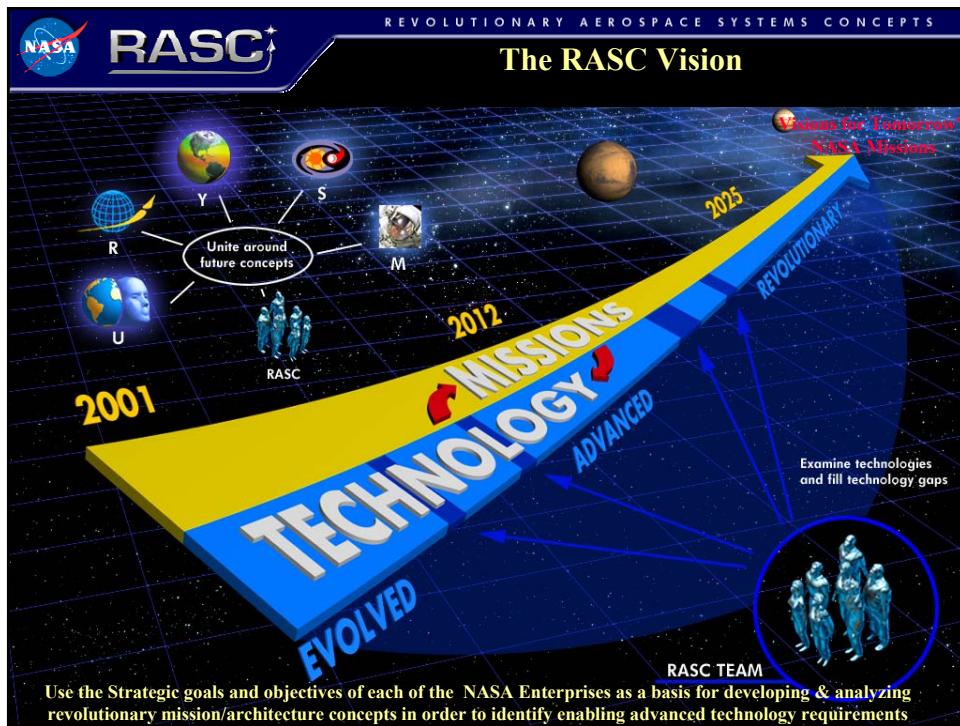 REVOLUTIONARY AEROSPACE SYSTEMS CONCEPTS
NASA
RASC
The RASC Vision
Visions for Tomorrow'
NASA Missions
Y
S
R
M
U
Unite around
future concepts
RASC
2001
2012
2025
MISSIONS
TECHNOLOGY
EVOLVED
ADVANCED
REVOLUTIONARY
Examine technologies
and fill technology gaps
RASC TEAM
Use the Strategic goals and objectives of each of the NASA Enterprises as a basis for developing & analyzing
revolutionary mission/architecture concepts in order to identify enabling advanced technology requirements